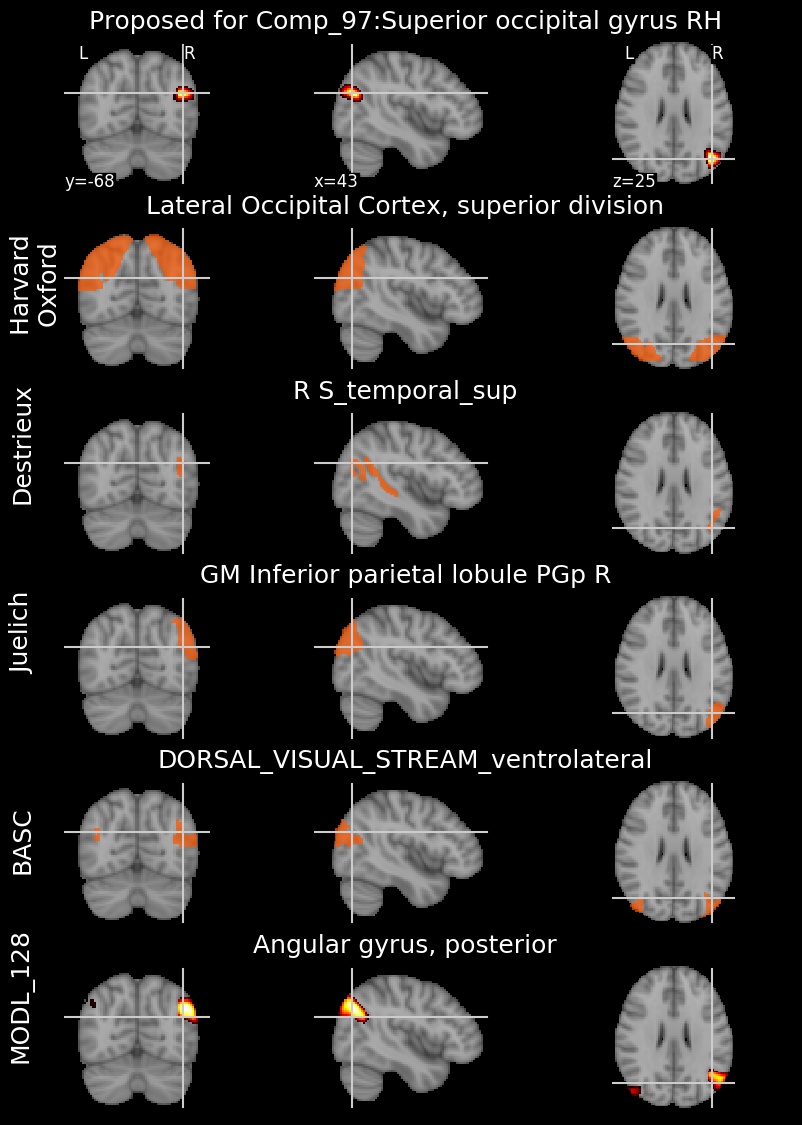 Proposed for Comp_97:Superior occipital gyrus RH
L R L R
y=-68 x=43 z=25
Lateral Occipital Cortex, superior division
Harvard
Oxford
R S_temporal_sup
Destrieux
GM Inferior parietal lobule PGp R
Juelich
DORSAL_VISUAL_STREAM_ventrolateral
BASC
Angular gyrus, posterior
MODL_128